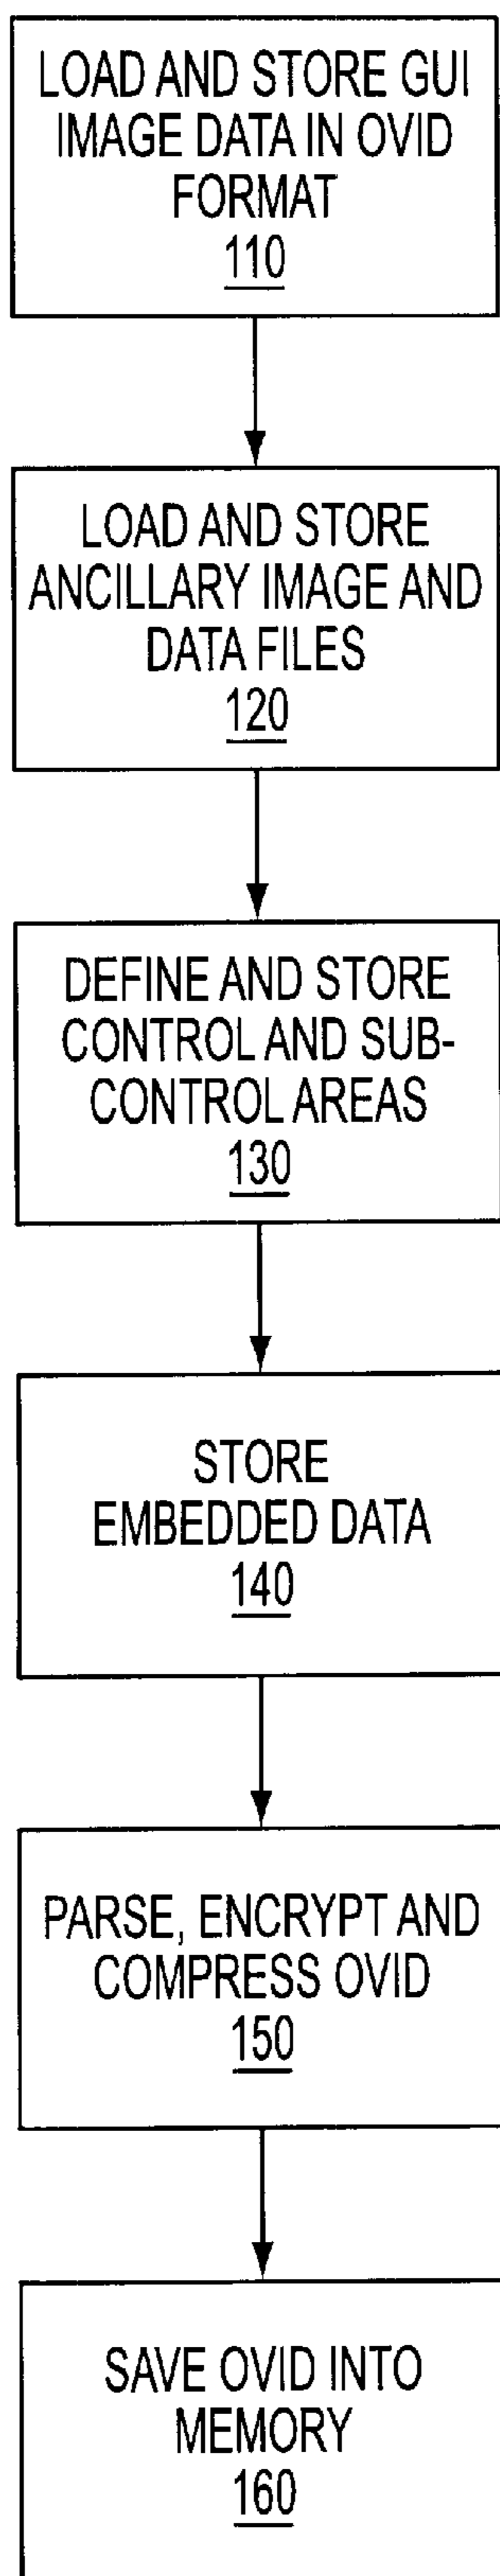 LOAD AND STORE GUI
IMAGE DATA IN OVID
FORMAT
110
LOAD AND STORE
ANCILLARY IMAGE AND
DATA FILES
120
DEFINE AND STORE
CONTROL AND SUB-
CONTROL AREAS
130
STORE
EMBEDDED DATA
140
PARSE, ENCRYPT AND
COMPRESS OVID
150
SAVE OVID INTO
MEMORY
160